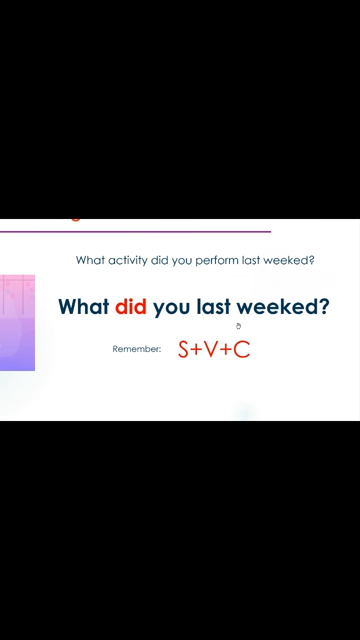 What activity did you perform last weeked?
What did you last weeked?
Remember: S+V+C